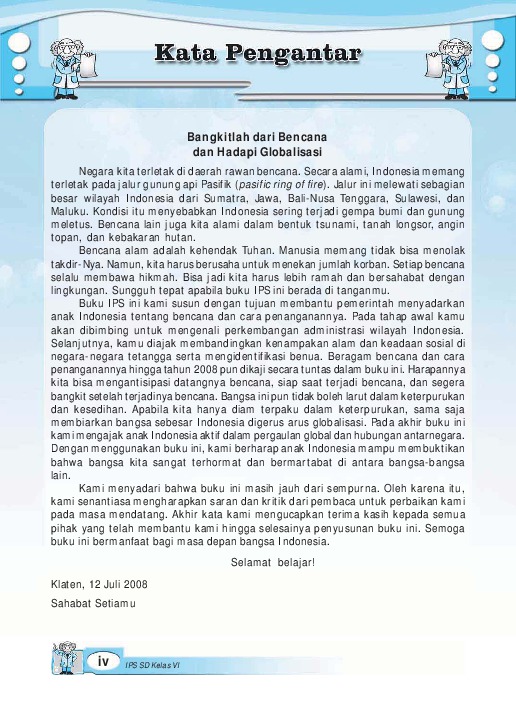 Kata Pengantar
Bangkitlah dari Bencana
dan Hadapi Globalisasi
Negara kita terletak di daerah rawan bencana. Secara alami, Indonesia memang
terletak pada jalur gunung api Pasifik (pasific ring of fire). Jalur ini melewati sebagian
besar wilayah Indonesia dari Sumatra, Jawa, Bali-Nusa Tenggara, Sulawesi, dan
Maluku. Kondisi itu menyebabkan Indonesia sering terjadi gempa bumi dan gunung
meletus. Bencana lain juga kita alami dalam bentuk tsunami, tanah longsor, angin
topan, dan kebakaran hutan.
Bencana alam adalah kehendak Tuhan. Manusia memang tidak bisa menolak
takdir-Nya. Namun, kita harus berusaha untuk menekan jumlah korban. Setiap bencana
selalu membawa hikmah. Bisa jadi kita harus lebih ramah dan bersahabat dengan
lingkungan. Sungguh tepat apabila buku IPS ini berada di tanganmu.
Buku IPS ini kami susun dengan tujuan membantu pemerintah menyadarkan
anak Indonesia tentang bencana dan cara penanganannya. Pada tahap awal kamu
akan dibimbing untuk mengenali perkembangan administrasi wilayah Indonesia.
Selanjutnya, kamu diajak membandingkan kenampakan alam dan keadaan sosial di
negara-negara tetangga serta mengidentifikasi benua. Beragam bencana dan cara
penanganannya hingga tahun 2008 pun dikaji secara tuntas dalam buku ini. Harapannya
kita bisa mengantisipasi datangnya bencana, siap saat terjadi bencana, dan segera
bangkit setelah terjadinya bencana. Bangsa ini pun tidak boleh larut dalam keterpurukan
dan kesedihan. Apabila kita hanya diam terpaku dalam keterpurukan, sama saja
membiarkan bangsa sebesar Indonesia digerus arus globalisasi. Pada akhir buku ini
kami mengajak anak Indonesia aktif dalam pergaulan global dan hubungan antarnegara.
Dengan menggunakan buku ini, kami berharap anak Indonesia mampu membuktikan
bahwa bangsa kita sangat terhormat dan bermartabat di antara bangsa-bangsa
lain.
Kami menyadari bahwa buku ini masih jauh dari sempurna. Oleh karena itu,
kami senantiasa mengharapkan saran dan kritik dari pembaca untuk perbaikan kami
pada masa mendatang. Akhir kata kami mengucapkan terima kasih kepada semua
pihak yang telah membantu kami hingga selesainya penyusunan buku ini. Semoga
buku ini bermanfaat bagi masa depan bangsa Indonesia.
Selamat belajar!
Klaten, 12 Juli 2008
Sahabat Setiamu
iv
IPS SD Kelas VI